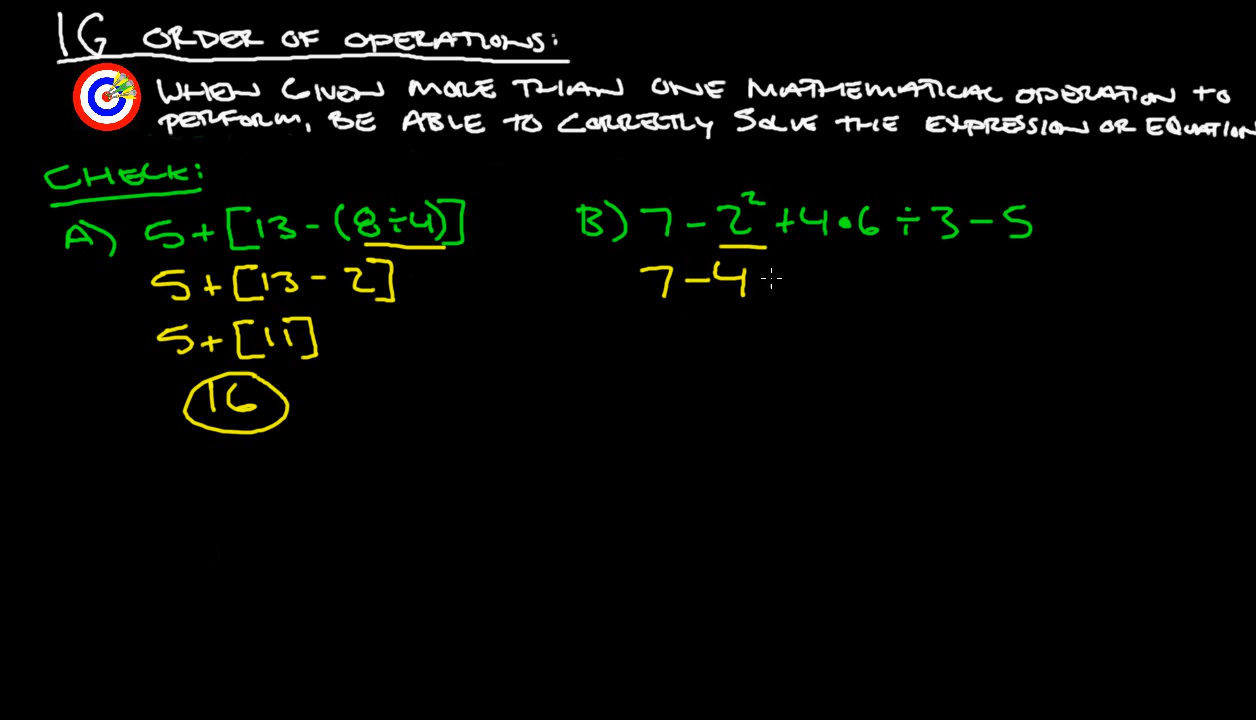 1G ORDER OF OPERATIONS:
WHEN GIVEN MORE THAN ONE MATHEMATICAL OPERATION TO
PERFORM, BE ABLE TO CORRECTLY SOLVE THE EXPRESSION OR EQUATION
CHECK:
A) 5+[13-(8÷4)]
5+[13-2]
5+[11]
16
B) 7-2²+4•6÷3-5
7-4